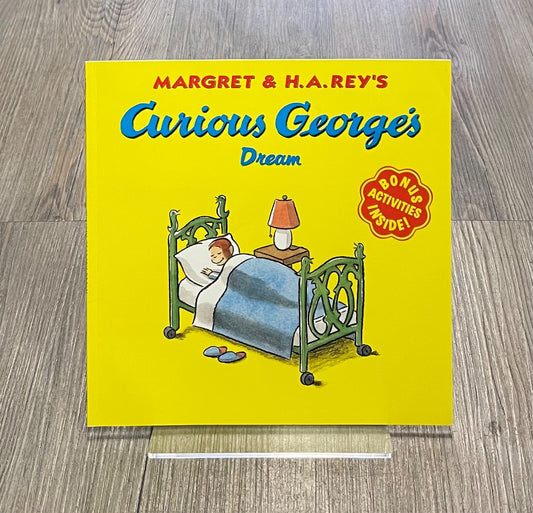 MARGRET & H.A.REY'S
Curious George's
Dream
BONUS
ACTIVITIES
INSIDE!